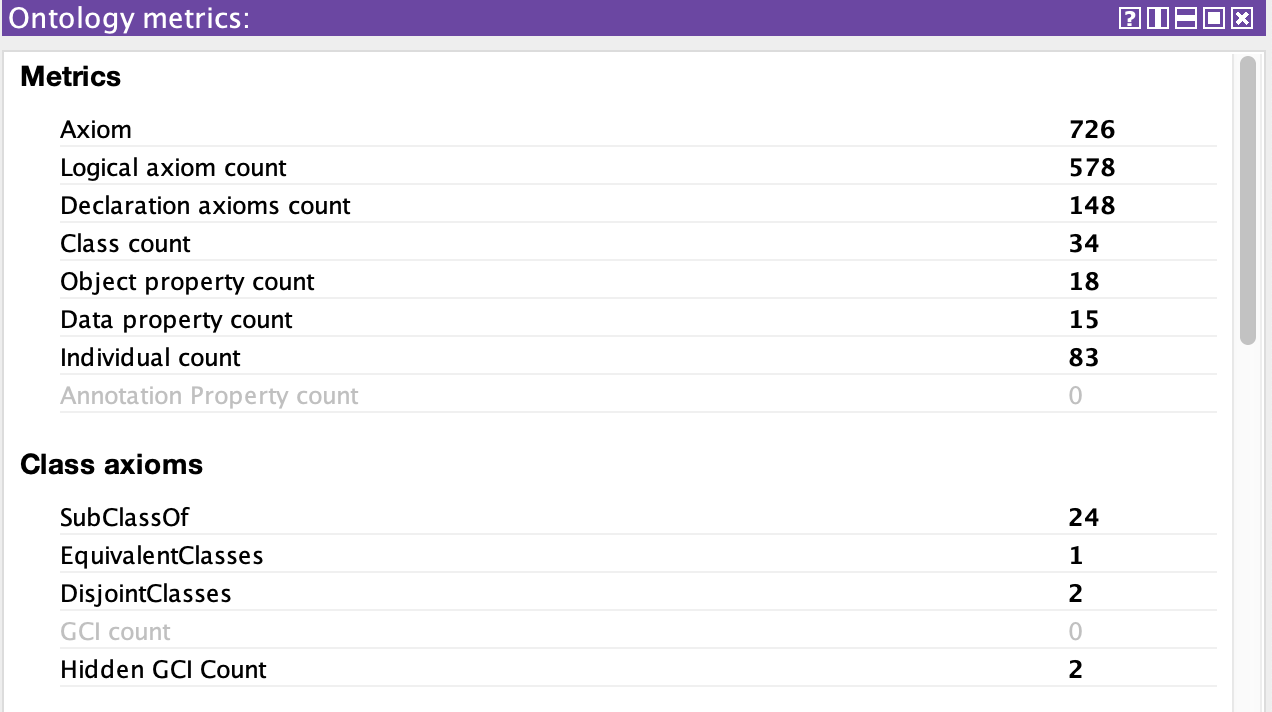 Ontology metrics:
Metrics
Axiom 726
Logical axiom count 578
Declaration axioms count 148
Class count 34
Object property count 18
Data property count 15
Individual count 83
Annotation Property count 0
Class axioms
SubClassOf 24
EquivalentClasses 1
DisjointClasses 2
GCI count 0
Hidden GCI Count 2